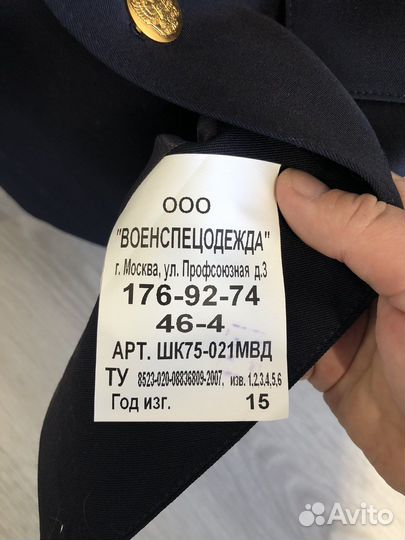 ООО
"ВОЕНСПЕЦОДЕЖДА"
г. Москва, ул. Профсоюзная д.3
176-92-74
46-4
АРТ. ШК75-021МВД
ТУ 8523-020-08836809-2007, изв. 1,2,3,4,5,6
Год изг. 15
Avito